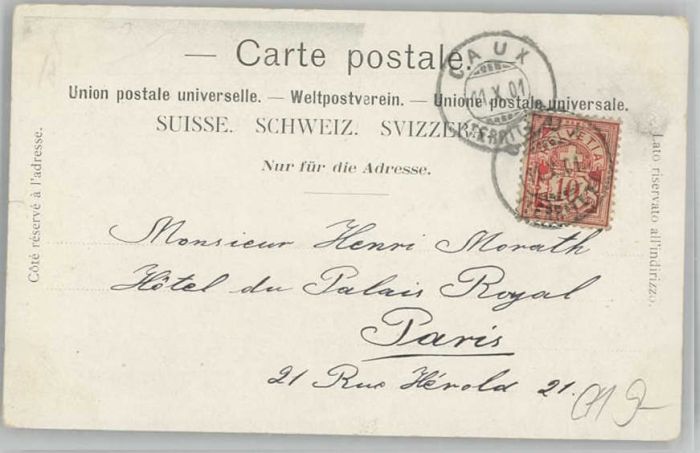 — Carte postale.
Union postale universelle. — Weltpostverein. — Unione postale universale.
SUISSE. SCHWEIZ. SVIZZERA.
Nur für die Adresse.
Côté réservé à l'adresse.
Lato riservato all'indirizzo.
CAUX
01.X.01
HELVETIA
10
Monsieur Henri Morath
Hôtel du Palais Royal
Paris
21 Rue Hérold 21.